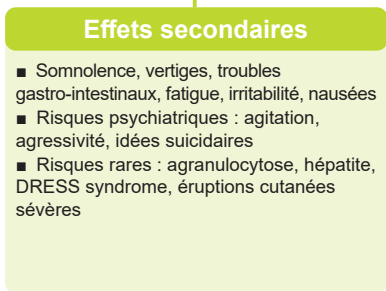 Effets secondaires
■ Somnolence, vertiges, troubles
gastro-intestinaux, fatigue, irritabilité, nausées
■ Risques psychiatriques : agitation,
agressivité, idées suicidaires
■ Risques rares : agranulocytose, hépatite,
DRESS syndrome, éruptions cutanées
sévères